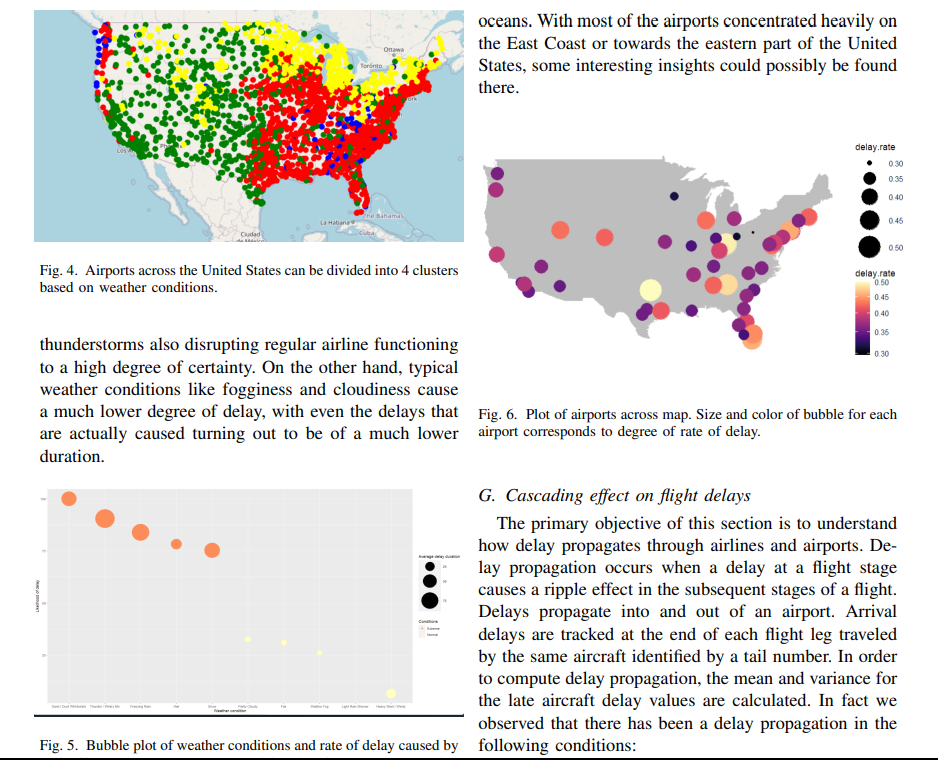 Ottawa
Toronto
ork
Los A
Ph
The Bahamas
La Habana
Cuba
Ciudad
de México
Fig. 4. Airports across the United States can be divided into 4 clusters
based on weather conditions.
thunderstorms also disrupting regular airline functioning
to a high degree of certainty. On the other hand, typical
weather conditions like fogginess and cloudiness cause
a much lower degree of delay, with even the delays that
are actually caused turning out to be of a much lower
duration.
Likelihood of delay
Average delay duration
Conditions
Extreme
Normal
Freezing Rain
Hail
Snow
Partly Cloudy
Fair
Weather condition
Fig. 5. Bubble plot of weather conditions and rate of delay caused by
oceans. With most of the airports concentrated heavily on
the East Coast or towards the eastern part of the United
States, some interesting insights could possibly be found
there.
delay.rate
0.30
0.35
0.40
0.45
0.50
delay.rate
0.50
0.45
0.40
0.35
0.30
Fig. 6. Plot of airports across map. Size and color of bubble for each
airport corresponds to degree of rate of delay.
G. Cascading effect on flight delays
The primary objective of this section is to understand
how delay propagates through airlines and airports. De-
lay propagation occurs when a delay at a flight stage
causes a ripple effect in the subsequent stages of a flight.
Delays propagate into and out of an airport. Arrival
delays are tracked at the end of each flight leg traveled
by the same aircraft identified by a tail number. In order
to compute delay propagation, the mean and variance for
the late aircraft delay values are calculated. In fact we
observed that there has been a delay propagation in the
following conditions: